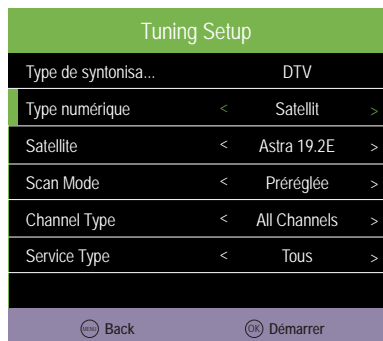 Tuning Setup
Type de syntonisa... DTV
Type numérique < Satellit >
Satellite < Astra 19.2E >
Scan Mode < Préréglée >
Channel Type < All Channels >
Service Type < Tous >
MENU Back OK Démarrer